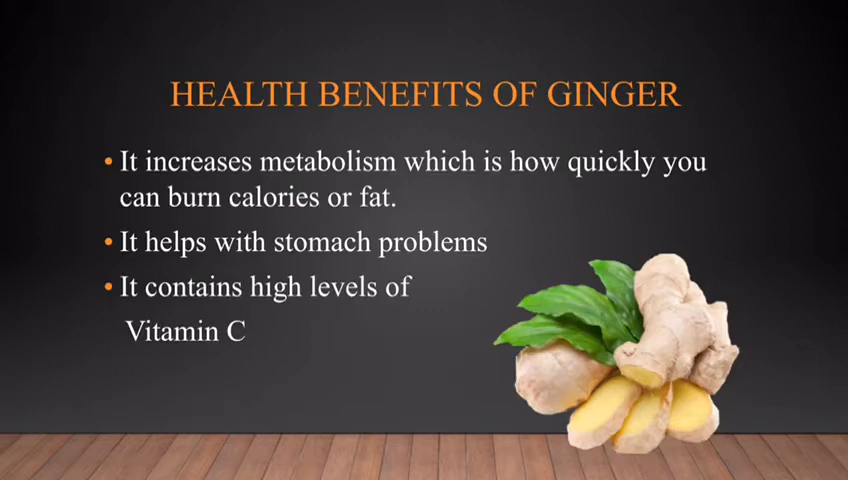 HEALTH BENEFITS OF GINGER
• It increases metabolism which is how quickly you
can burn calories or fat.
• It helps with stomach problems
• It contains high levels of
Vitamin C